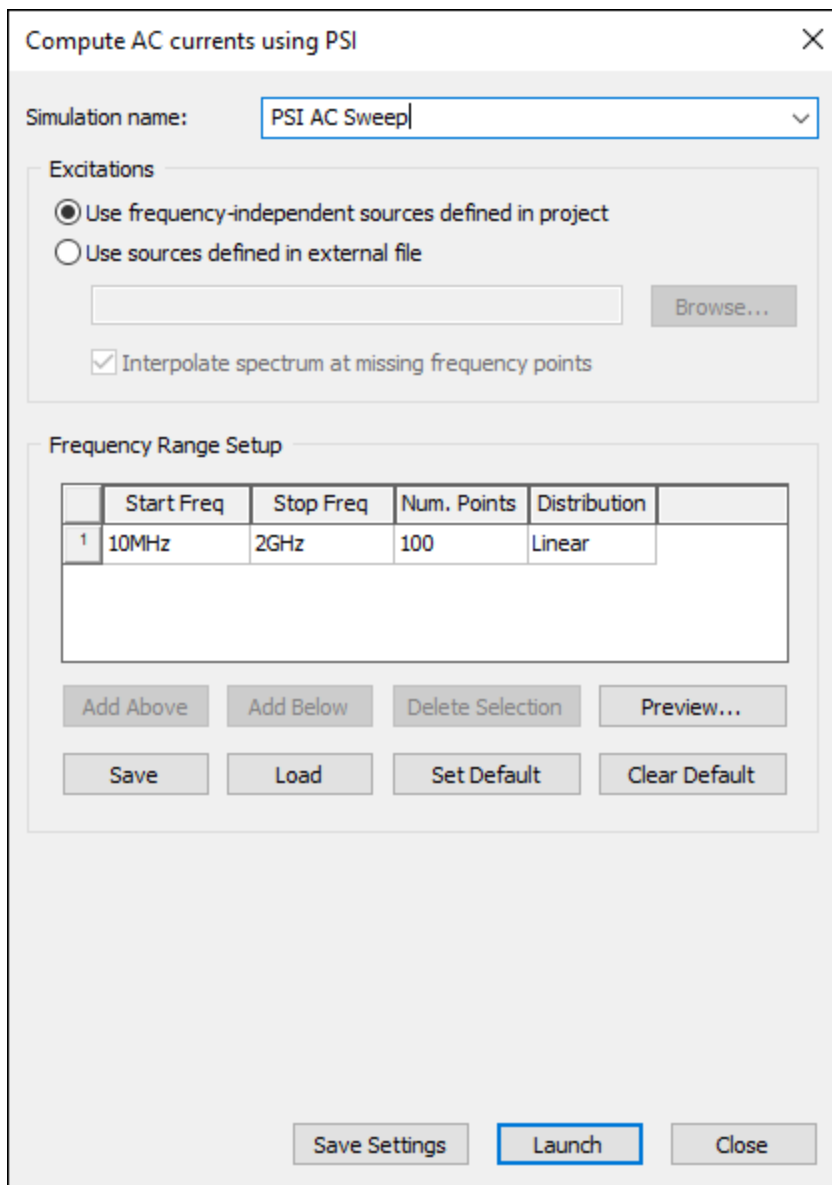 Compute AC currents using PSI
Simulation name: PSI AC Sweep
Excitations
Use frequency-independent sources defined in project
Use sources defined in external file
Browse...
Interpolate spectrum at missing frequency points
Frequency Range Setup
Start Freq Stop Freq Num. Points Distribution
1 10MHz 2GHz 100 Linear
Add Above Add Below Delete Selection Preview...
Save Load Set Default Clear Default
Save Settings Launch Close